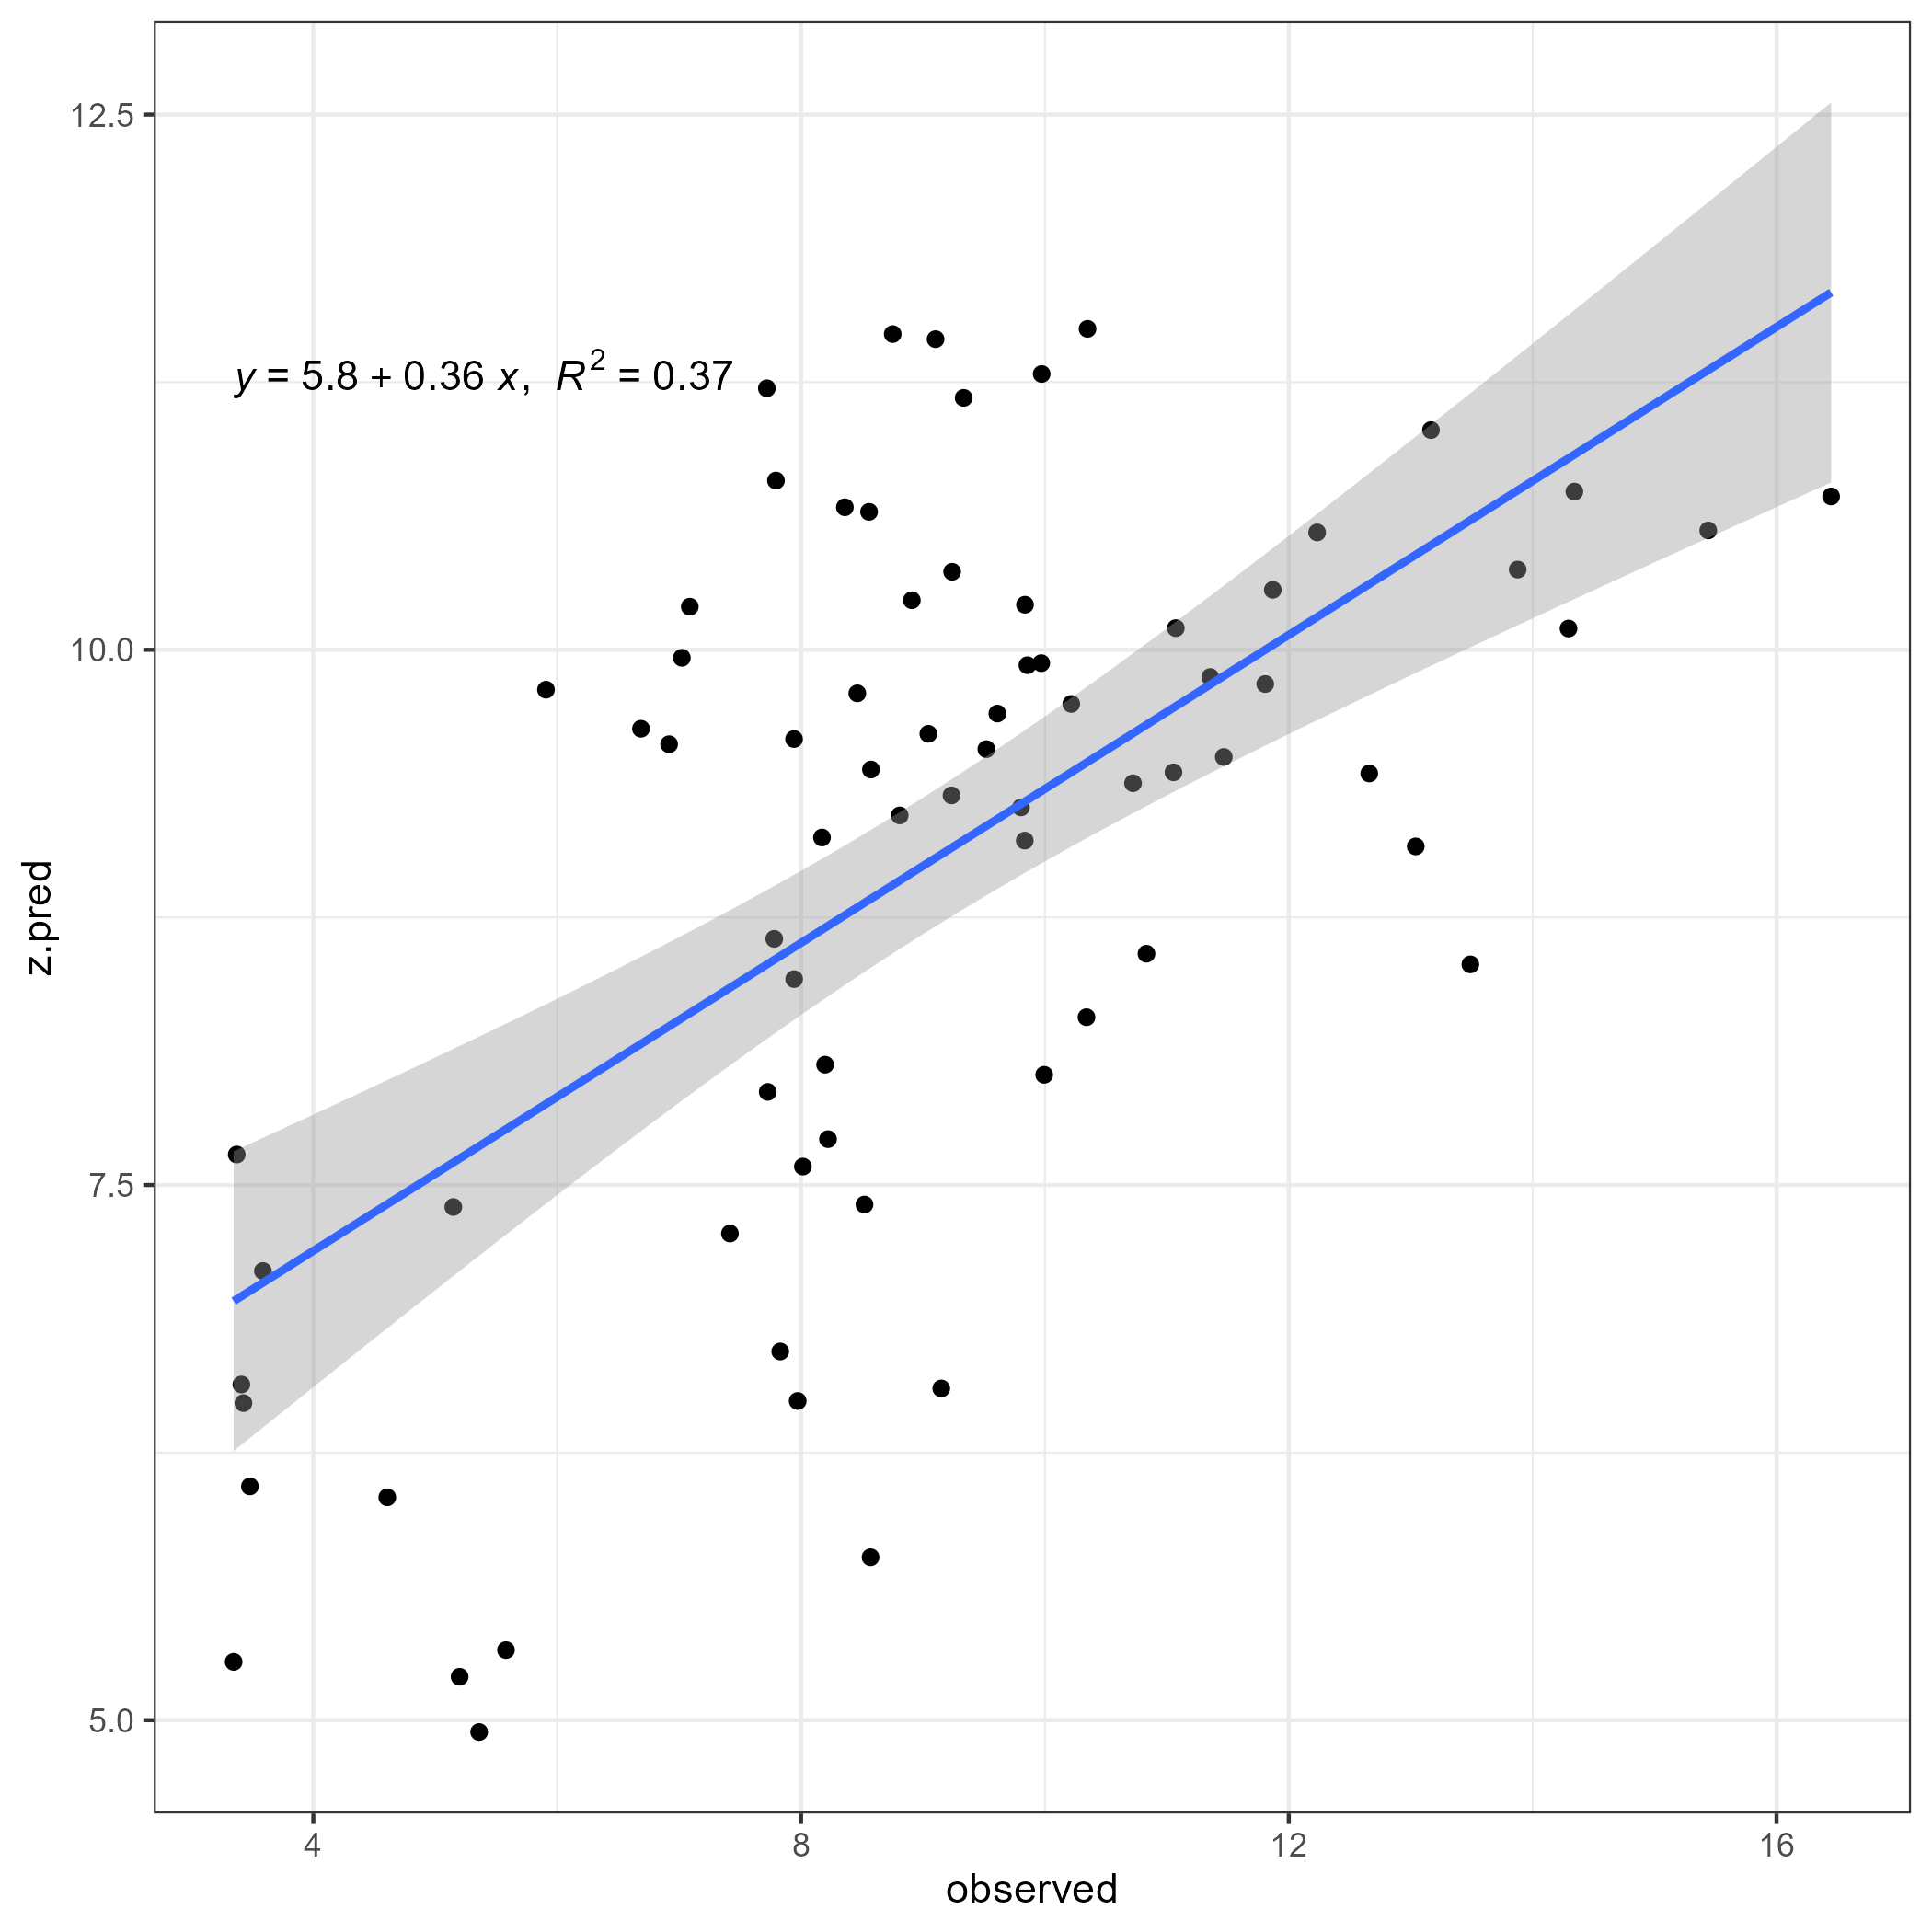 12.5
y = 5.8 + 0.36 x, R² = 0.37
10.0
z.pred
7.5
5.0
4 8 12 16
observed